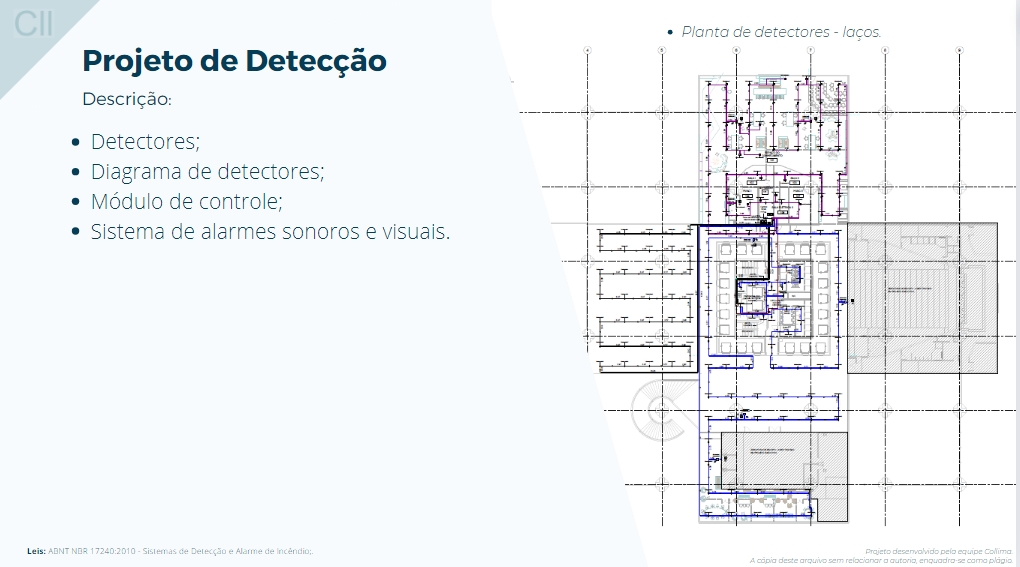 CII
Projeto de Detecção
Descrição:
Detectores;
Diagrama de detectores;
Módulo de controle;
Sistema de alarmes sonoros e visuais.
Planta de detectores - laços.
Leis: ABNT NBR 17240:2010 - Sistemas de Detecção e Alarme de Incêndio;.
Projeto desenvolvido pela equipe Collima.
A cópia deste arquivo sem relacionar a autoria, enquadra-se como plágio.